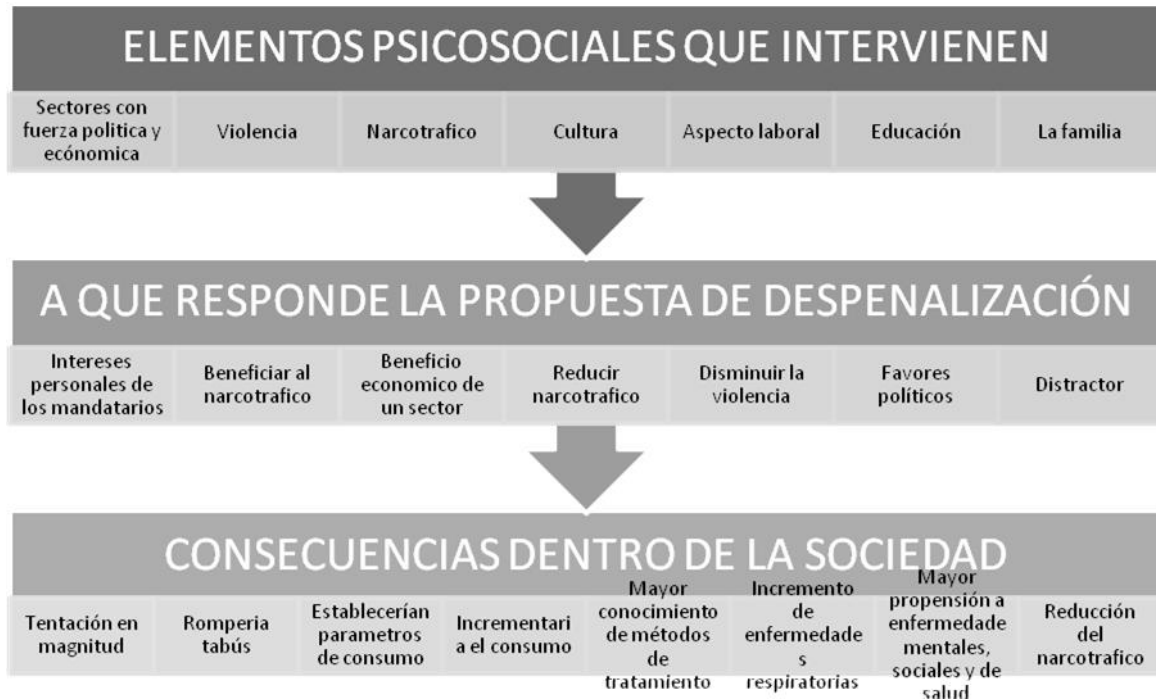 ELEMENTOS PSICOSOCIALES QUE INTERVIENEN
Sectores con
fuerza politica y
ecónomica
Violencia
Narcotrafico
Cultura
Aspecto laboral
Educación
La familia
A QUE RESPONDE LA PROPUESTA DE DESPENALIZACIÓN
Intereses
personales de
los mandatarios
Beneficiar al
narcotrafico
Beneficio
economico de
un sector
Reducir
narcotrafico
Disminuir la
violencia
Favores
políticos
Distractor
CONSECUENCIAS DENTRO DE LA SOCIEDAD
Tentación en
magnitud
Romperia
tabús
Establecerían
parametros
de consumo
Incrementari
a el consumo
Mayor
conocimiento
de métodos
de
tratamiento
Incremento
de
enfermedade
s
respiratorias
Mayor
propensión a
enfermedade
mentales,
sociales y de
salud
Reducción
del
narcotrafico